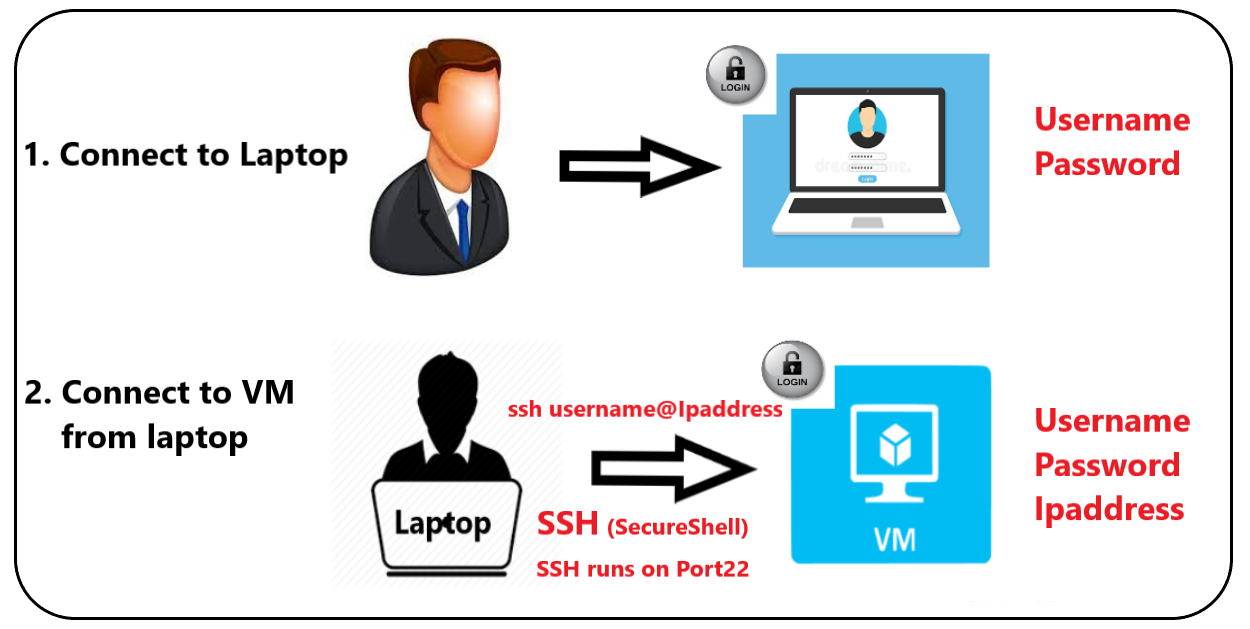 1. Connect to Laptop
LOGIN
Login
Username
Password
2. Connect to VM
from laptop
ssh username@Ipaddress
Laptop
SSH (SecureShell)
SSH runs on Port22
LOGIN
VM
Username
Password
Ipaddress